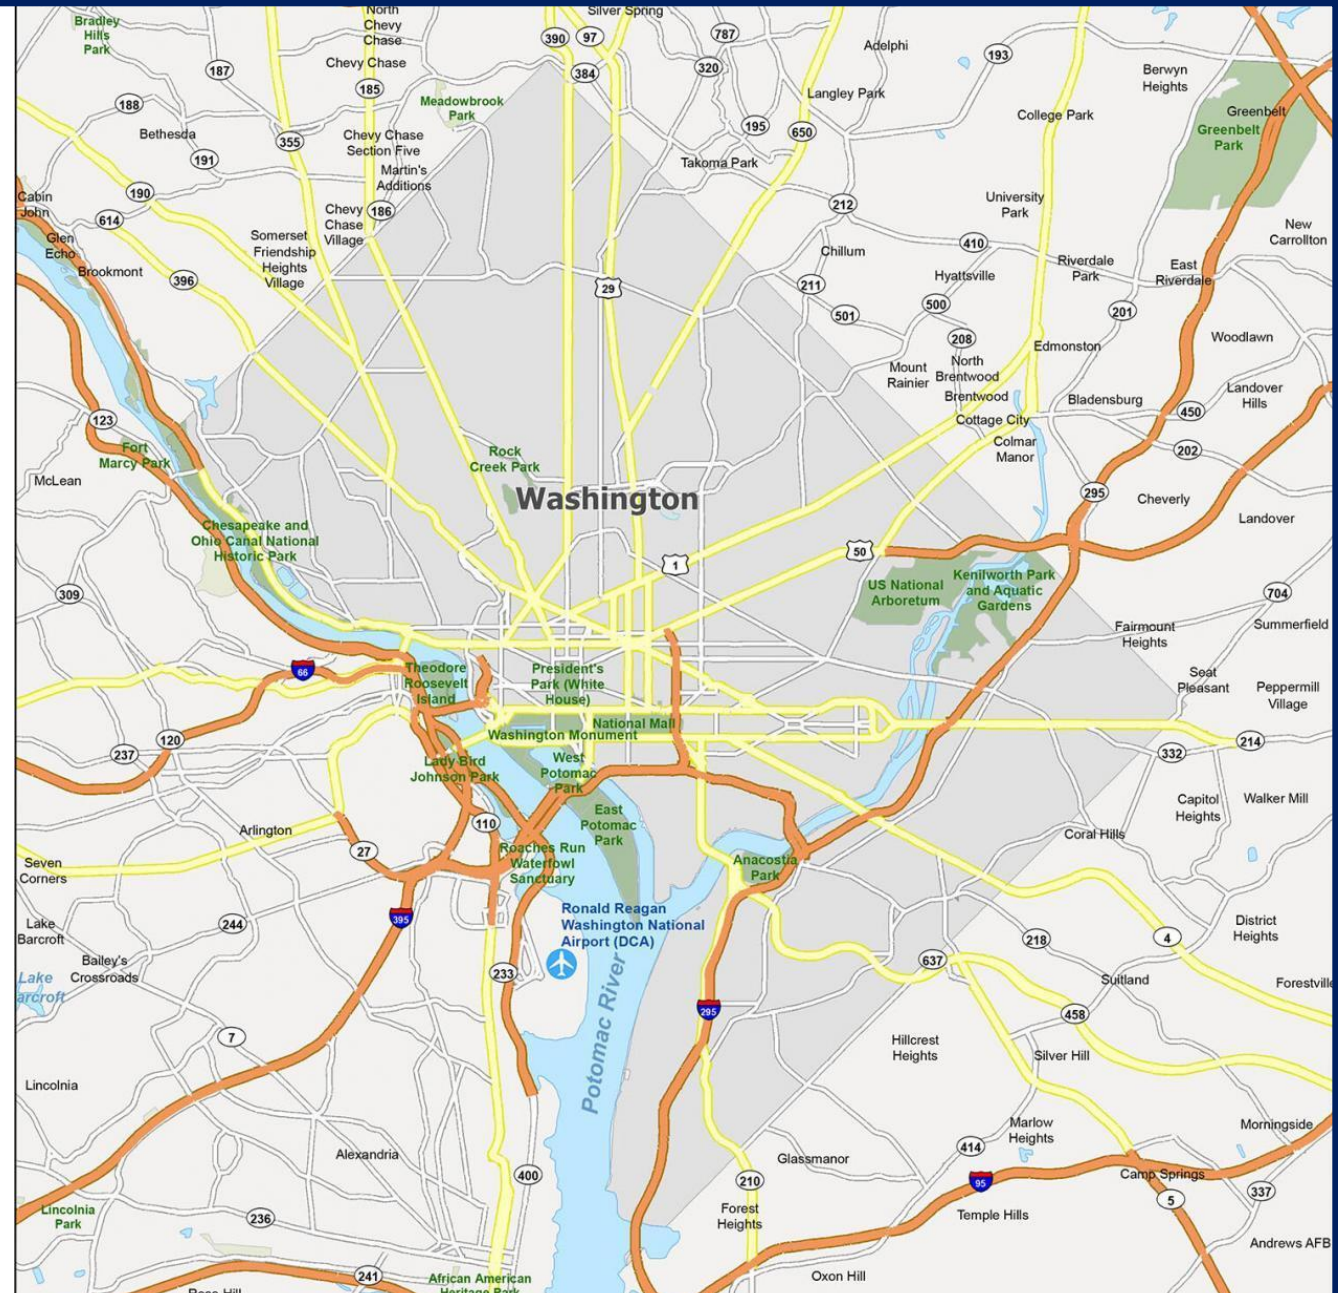 Bradley
Hills
Park
North
Chevy
Chase
Silver Spring
390
97
787
Adelphi
193
187
Chevy Chase
384
320
Berwyn
Heights
185
188
Meadowbrook
Park
Langley Park
College Park
Greenbelt
Greenbelt
Park
Bethesda
355
Chevy Chase
Section Five
195
650
191
Martin's
Additions
Takoma Park
190
Cabin
John
614
Chevy
Chase
Village
186
212
University
Park
Glen
Echo
Somerset
Friendship
Heights
Village
Chillum
410
New
Carrollton
Brookmont
396
29
211
Hyattsville
Riverdale
Park
East
Riverdale
501
500
201
208
Edmonston
Woodlawn
Mount
Rainier
North
Brentwood
Brentwood
Bladensburg
450
Landover
Hills
123
Cottage City
Fort
Marcy Park
Colmar
Manor
202
McLean
Rock
Creek Park
Washington
295
Cheverly
Landover
Chesapeake and
Ohio Canal National
Historic Park
50
1
309
US National
Arboretum
Kenilworth Park
and Aquatic
Gardens
704
Fairmount
Heights
Summerfield
66
Theodore
Roosevelt
Island
President's
Park (White
House)
Seat
Pleasant
Peppermill
Village
National Mall
Washington Monument
237
120
332
214
Lady Bird
Johnson Park
West
Potomac
Park
Arlington
110
East
Potomac
Park
Capitol
Heights
Walker Mill
27
Coral Hills
Seven
Corners
Roaches Run
Waterfowl
Sanctuary
Anacostia
Park
395
244
Ronald Reagan
Washington National
Airport (DCA)
Lake
Barcroft
Bailey's
Crossroads
District
Heights
218
4
637
Lake
arcroft
233
Potomac River
Suitland
Forestville
295
458
7
Hillcrest
Heights
Silver Hill
Lincolnia
Marlow
Heights
Morningside
Alexandria
Glassmanor
414
400
210
95
Camp Springs
337
5
Lincolnia
Park
236
Forest
Heights
Temple Hills
Andrews AFB
241
African American
Heritage Park
Oxon Hill
Rose Hill